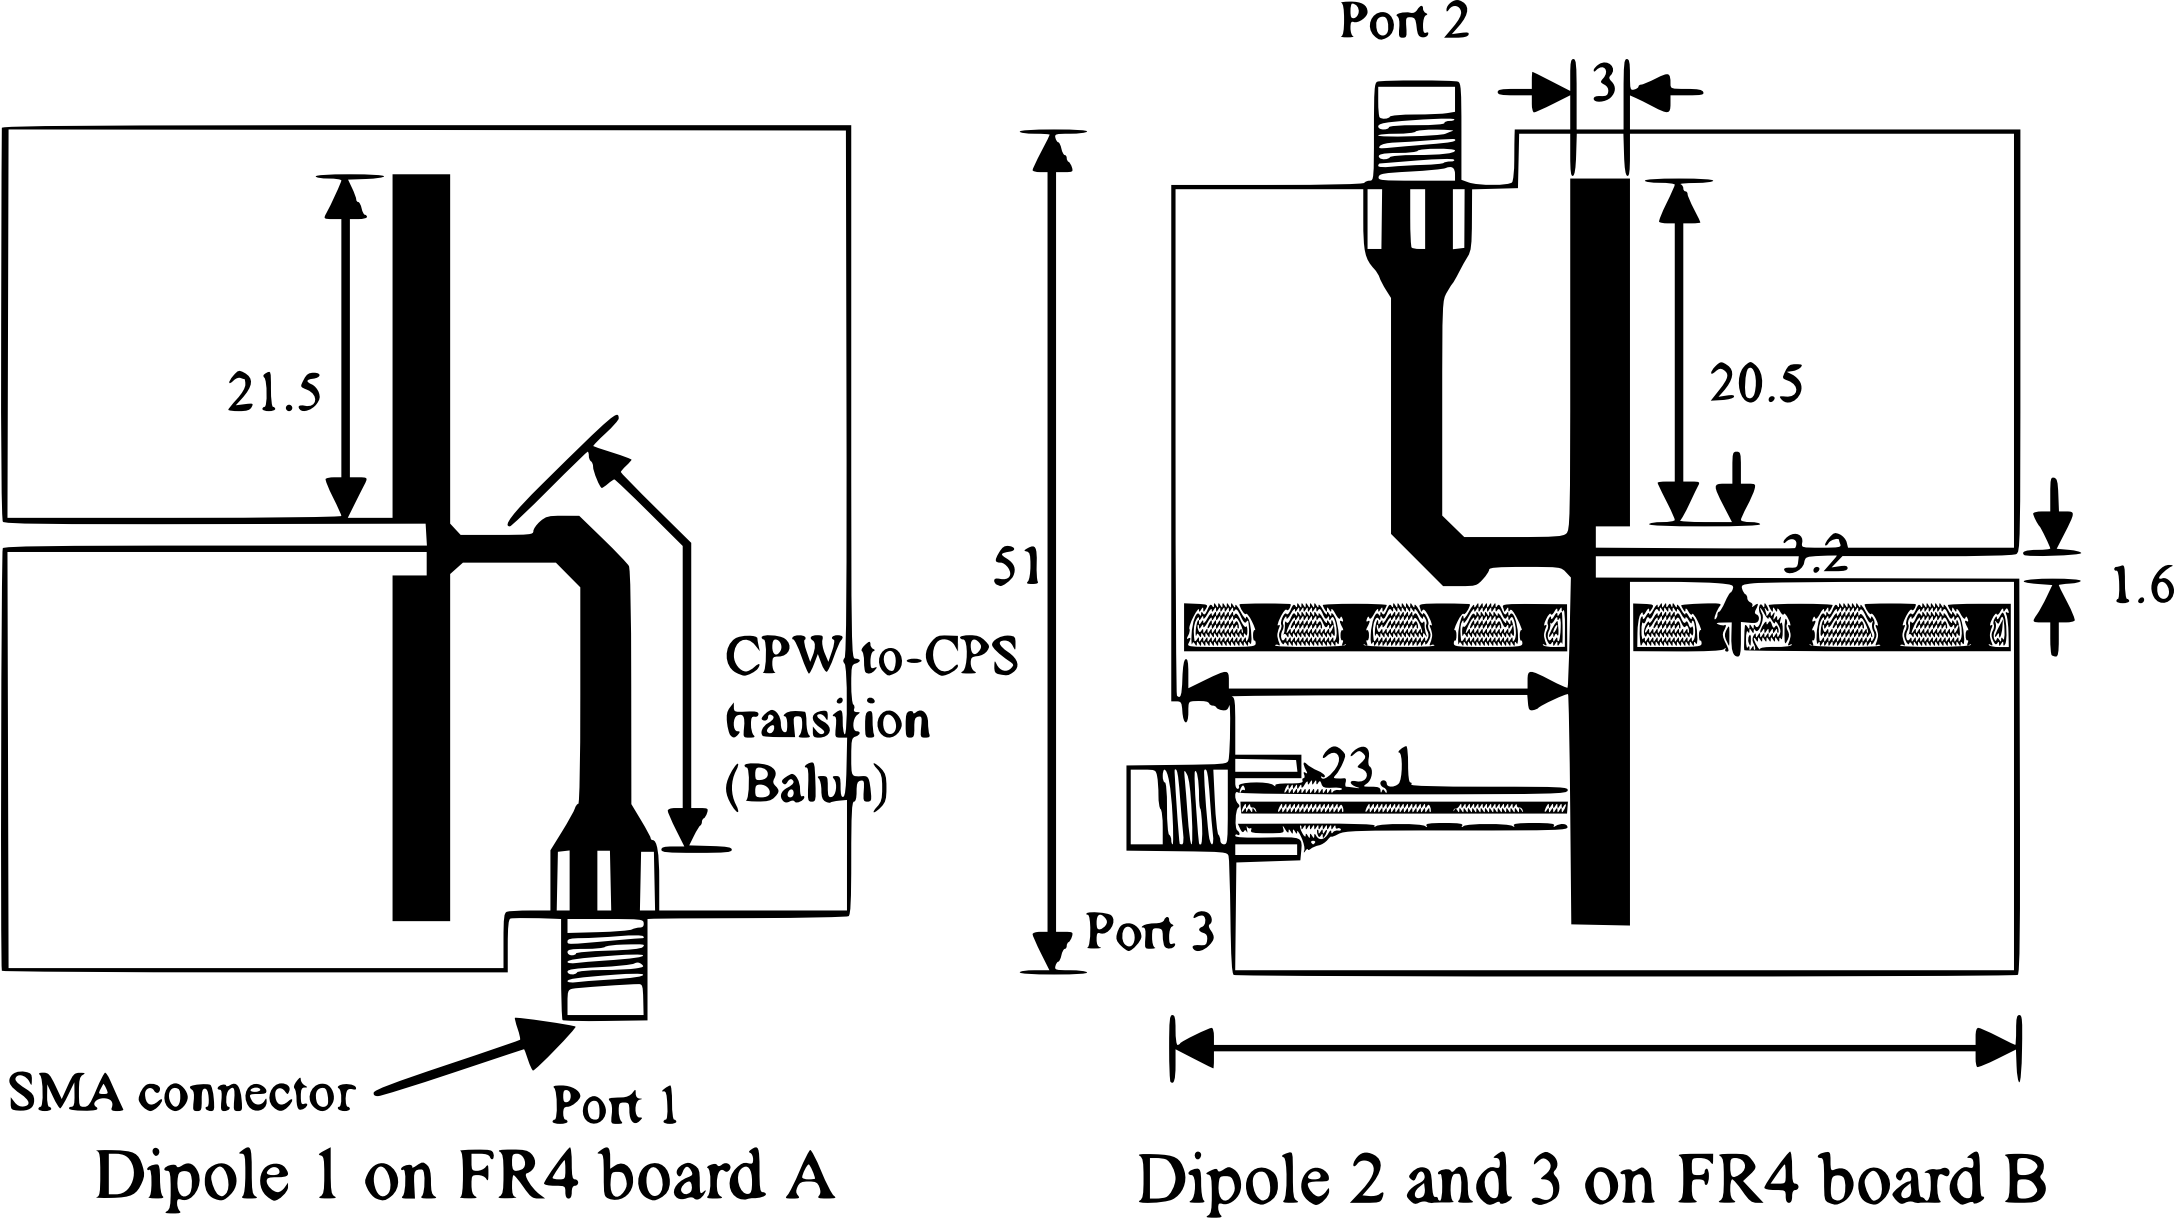 Port 2
3
21.5
20.5
51
3.2
1.6
CPW-to-CPS
transition
(Balun)
23.1
Port 3
SMA connector
Port 1
Dipole 1 on FR4 board A
Dipole 2 and 3 on FR4 board B